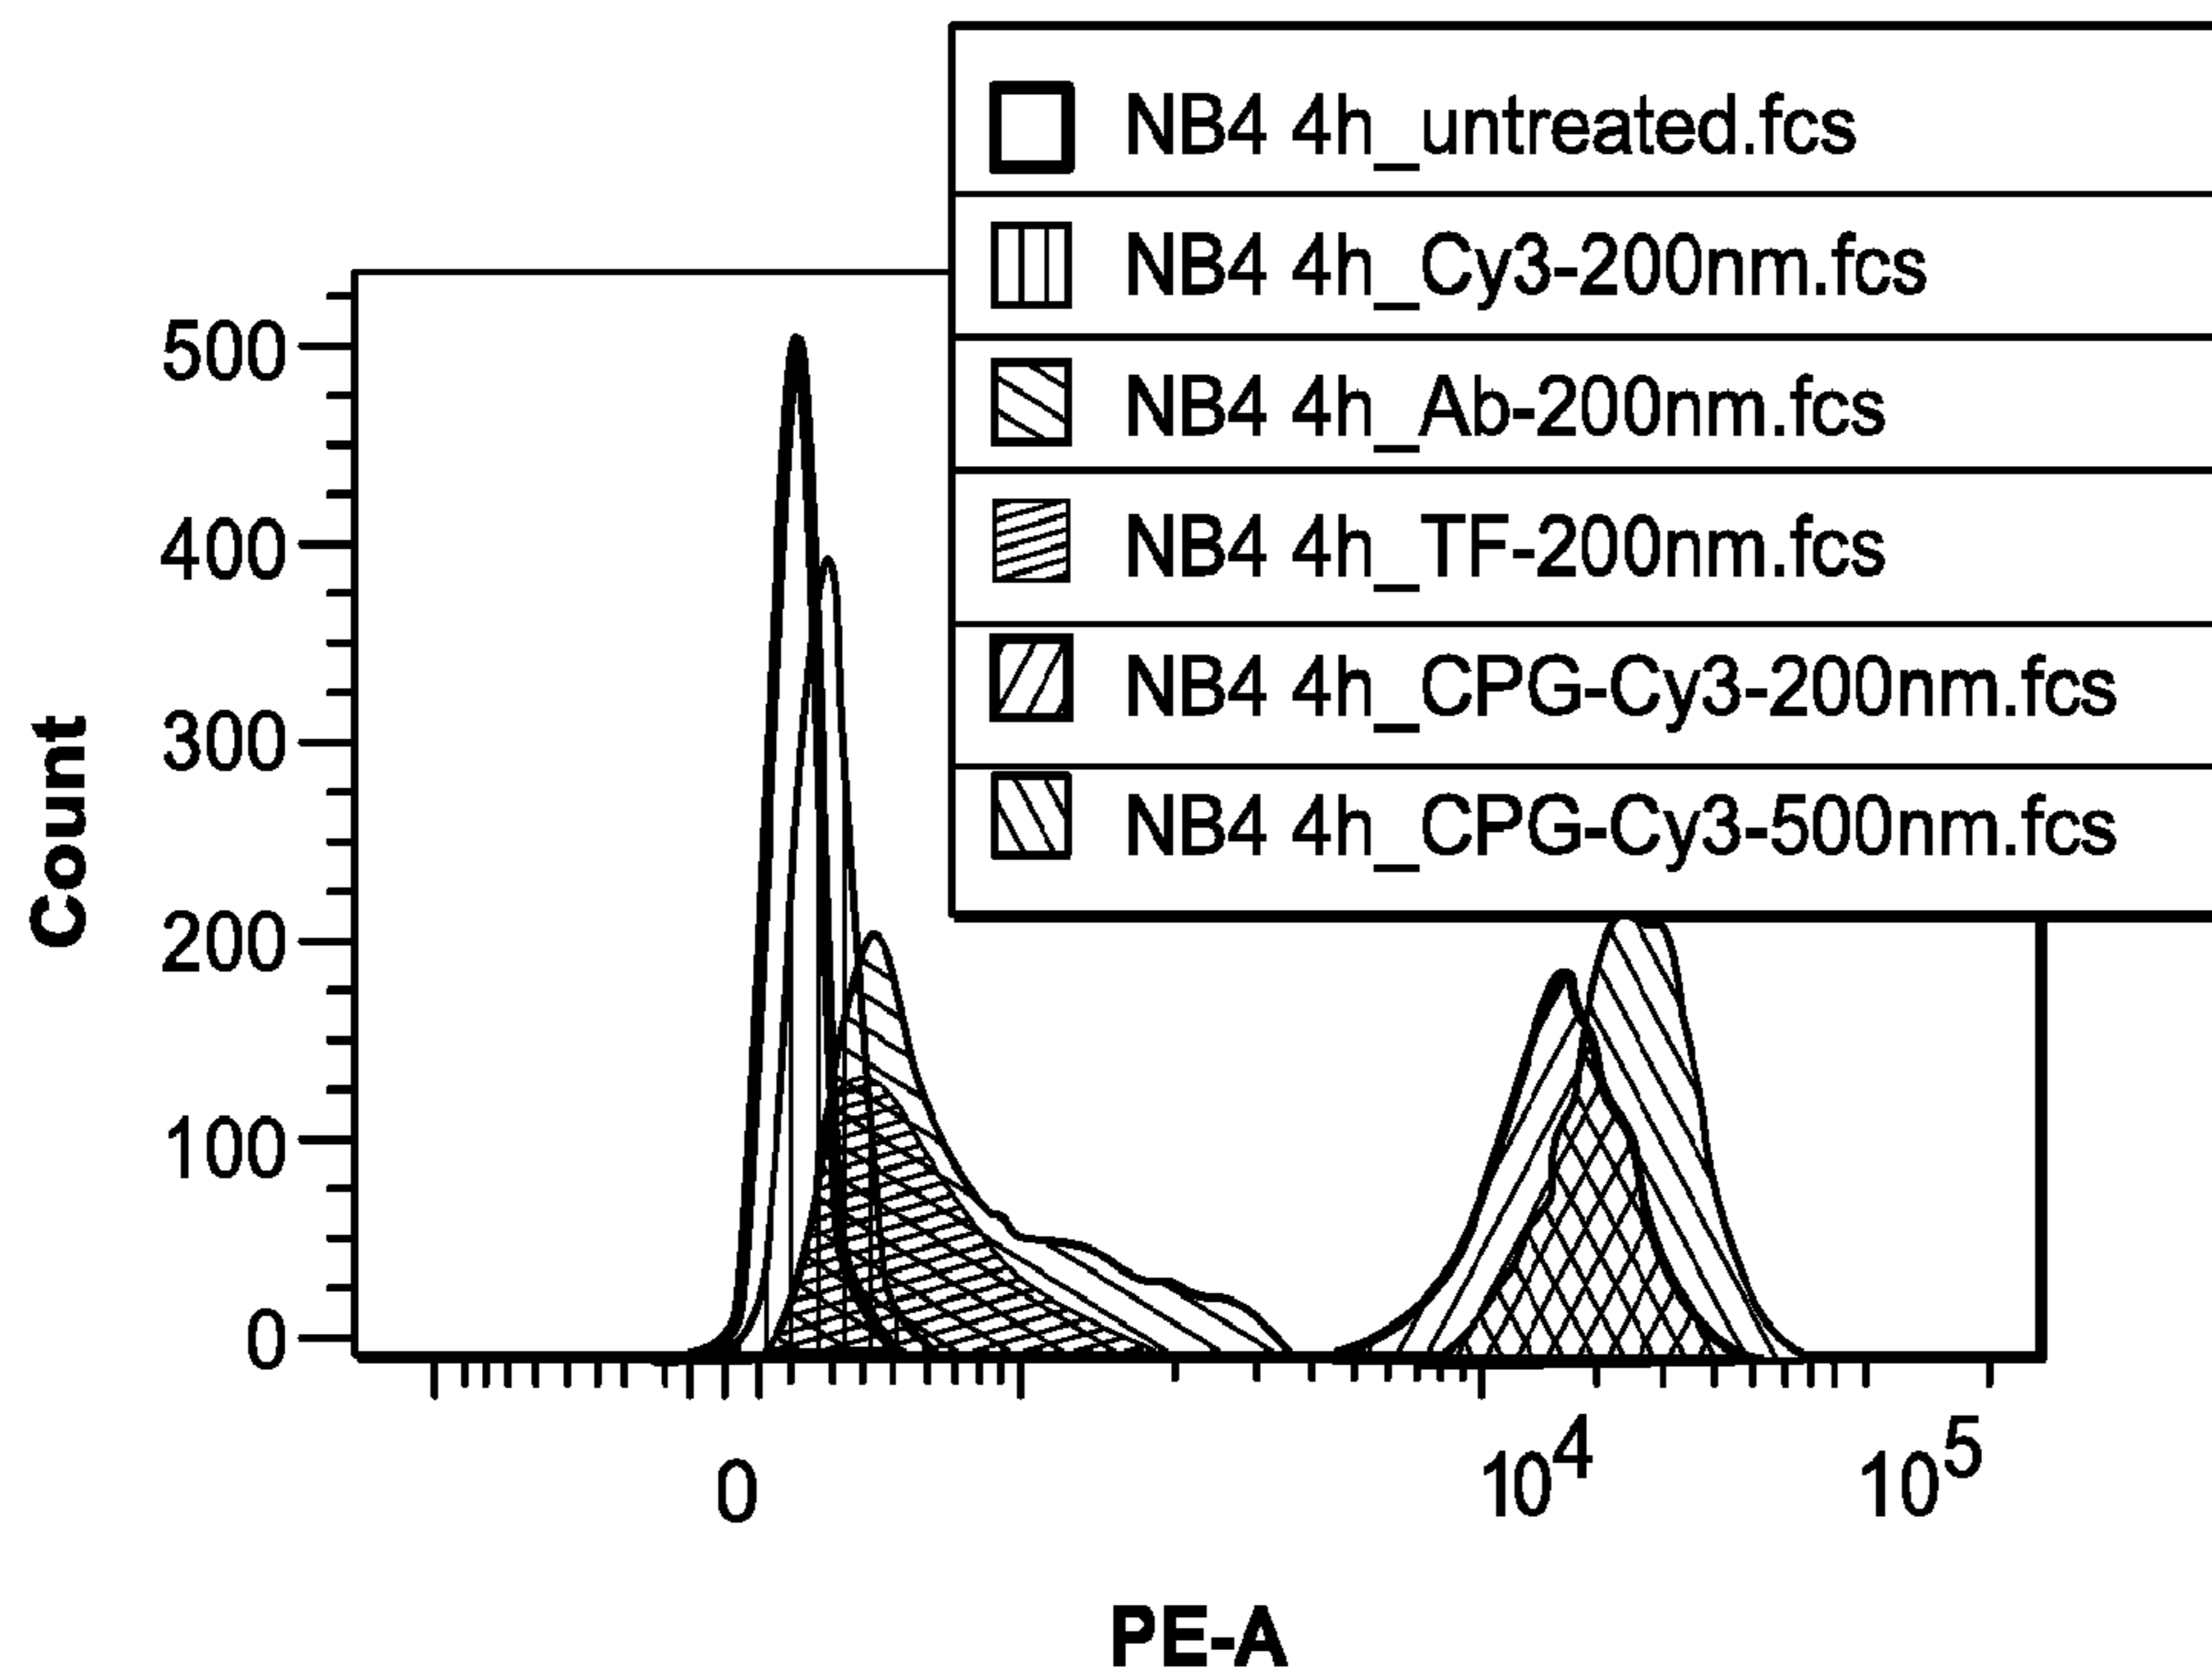 NB4 4h_untreated.fcs
NB4 4h_Cy3-200nm.fcs
NB4 4h_Ab-200nm.fcs
NB4 4h_TF-200nm.fcs
NB4 4h_CPG-Cy3-200nm.fcs
NB4 4h_CPG-Cy3-500nm.fcs
Count
500
400
300
200
100
0
0 10^4 10^5
PE-A